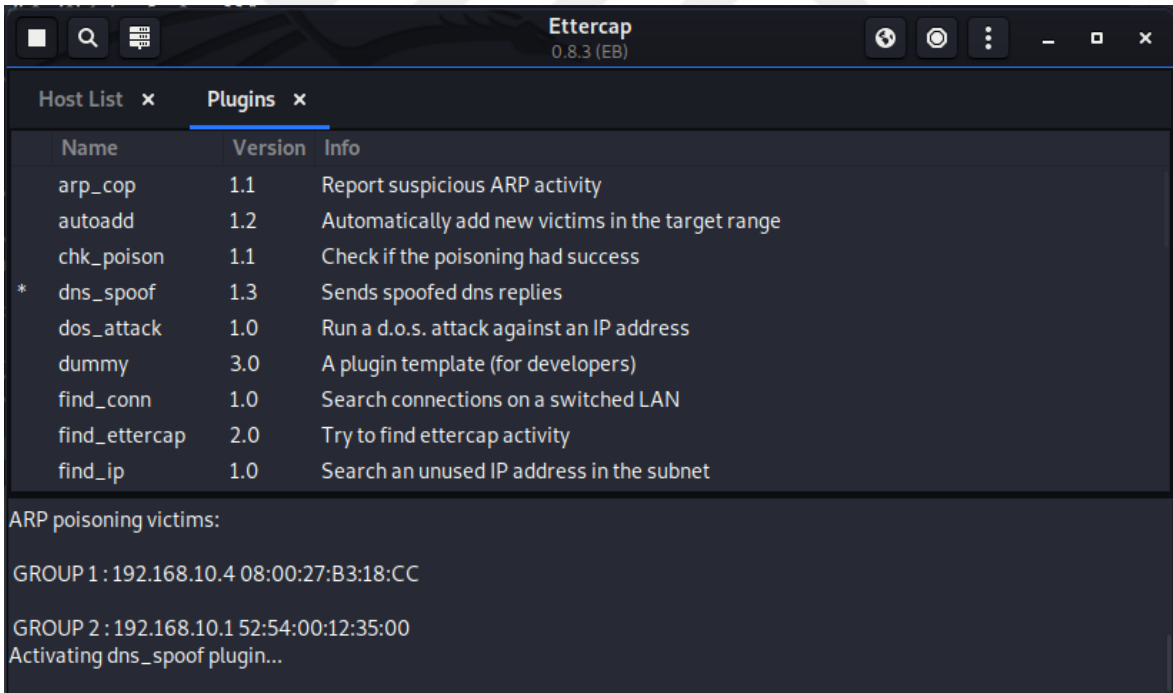 Ettercap
0.8.3 (EB)
Host List × Plugins ×
Name Version Info
arp_cop 1.1 Report suspicious ARP activity
autoadd 1.2 Automatically add new victims in the target range
chk_poison 1.1 Check if the poisoning had success
* dns_spoof 1.3 Sends spoofed dns replies
dos_attack 1.0 Run a d.o.s. attack against an IP address
dummy 3.0 A plugin template (for developers)
find_conn 1.0 Search connections on a switched LAN
find_ettercap 2.0 Try to find ettercap activity
find_ip 1.0 Search an unused IP address in the subnet
ARP poisoning victims:
GROUP 1 : 192.168.10.4 08:00:27:B3:18:CC
GROUP 2 : 192.168.10.1 52:54:00:12:35:00
Activating dns_spoof plugin...